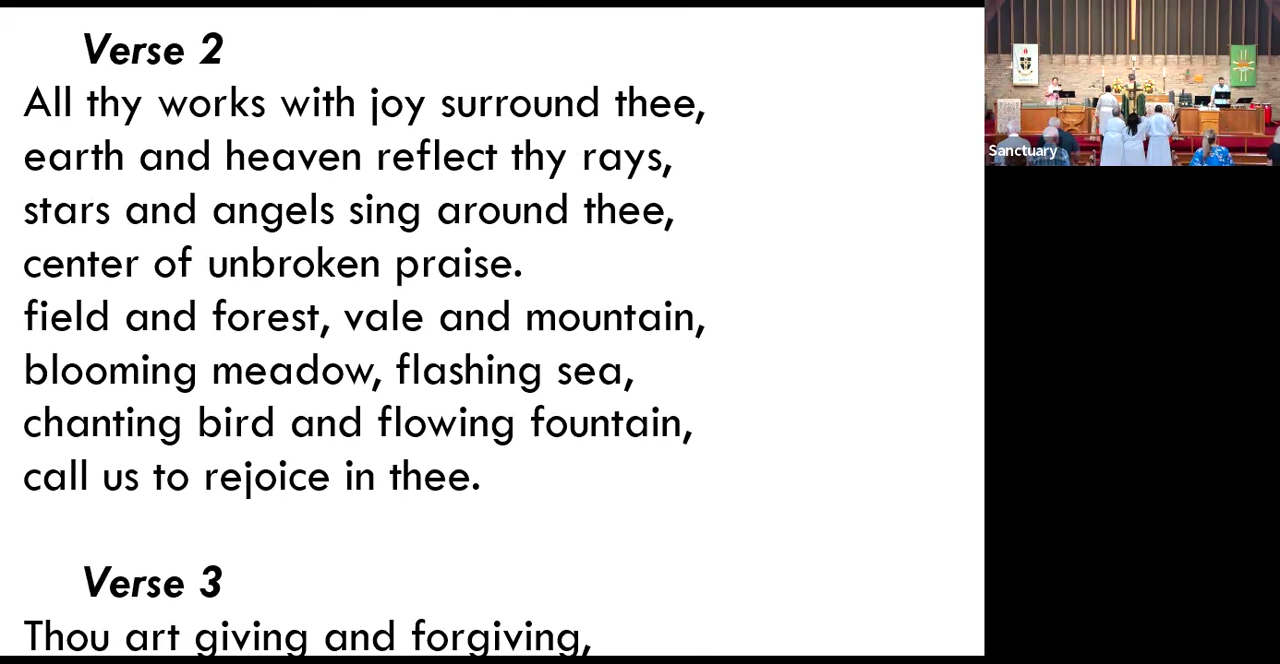 Verse 2
All thy works with joy surround thee,
earth and heaven reflect thy rays,
stars and angels sing around thee,
center of unbroken praise.
field and forest, vale and mountain,
blooming meadow, flashing sea,
chanting bird and flowing fountain,
call us to rejoice in thee.
Verse 3
Thou art giving and forgiving,
Sanctuary